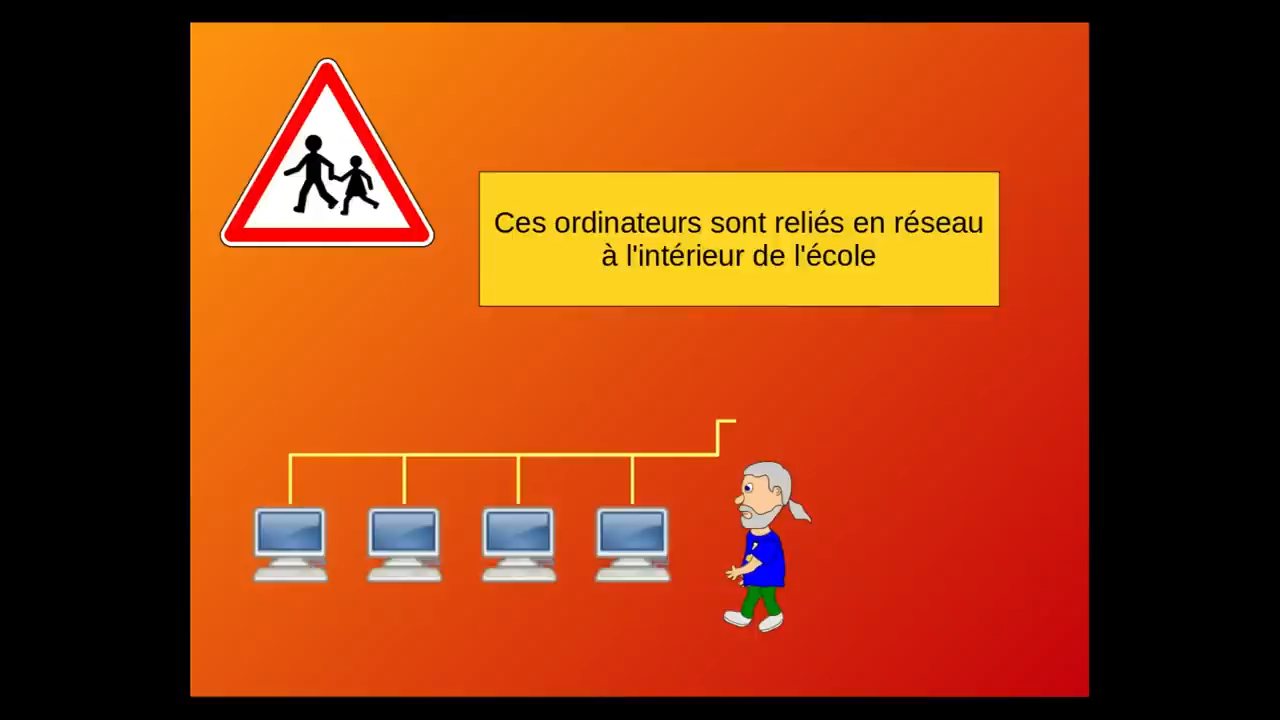 Ces ordinateurs sont reliés en réseau
à l'intérieur de l'école